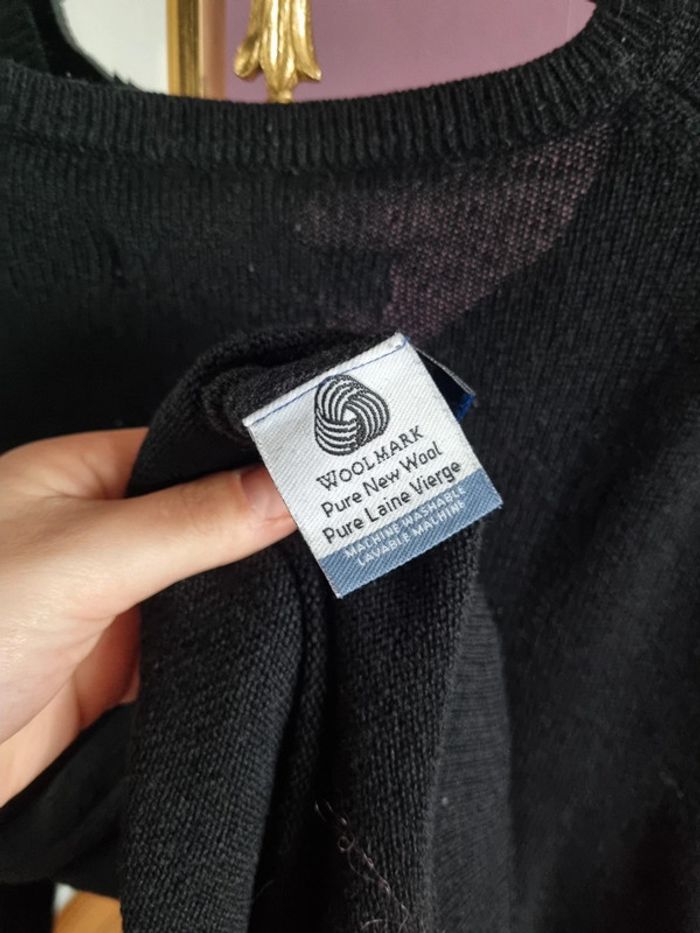 WOOLMARK
Pure New Wool
Pure Laine Vierge
MACHINE WASHABLE
LAVABLE MACHINE